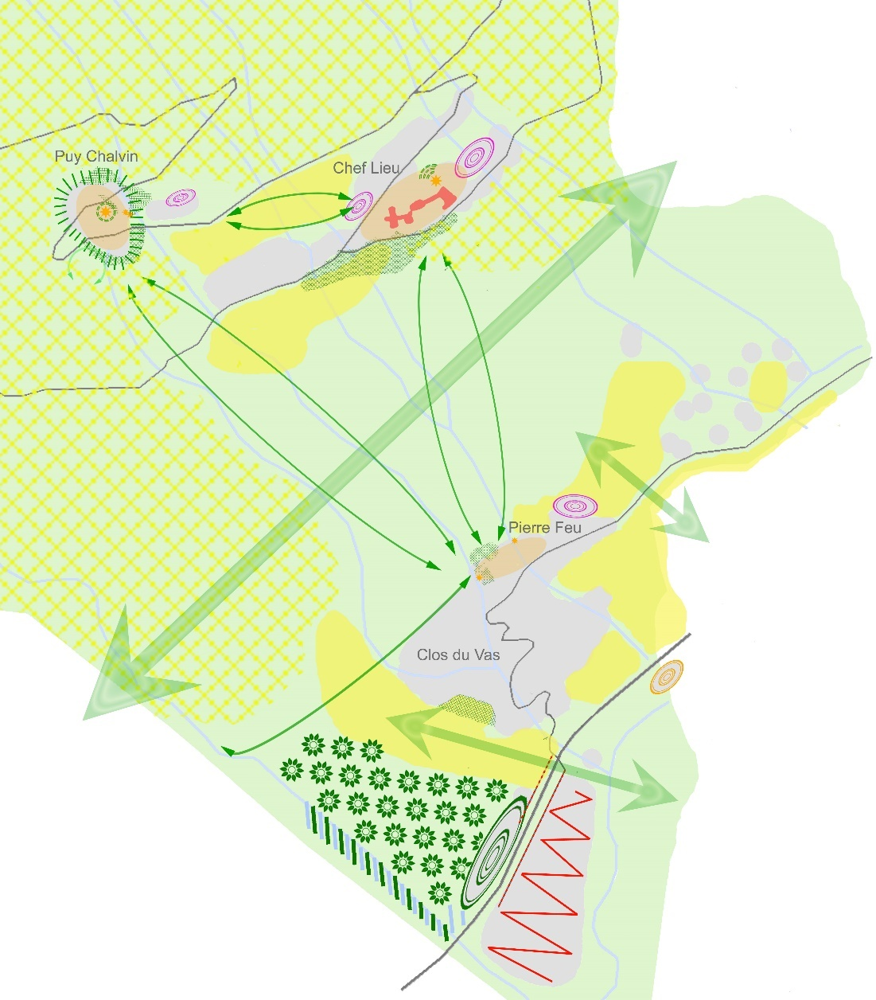 Puy Chalvin
Chef Lieu
Pierre Feu
Clos du Vas